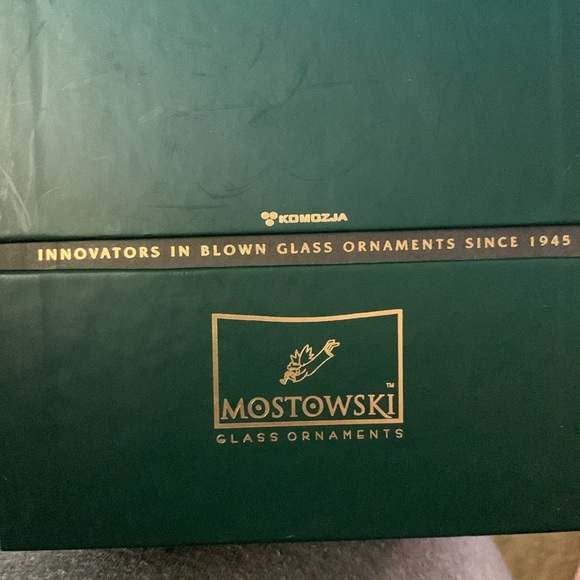 KOMOZJA
INNOVATORS IN BLOWN GLASS ORNAMENTS SINCE 1945
TM
MOSTOWSKI
GLASS ORNAMENTS